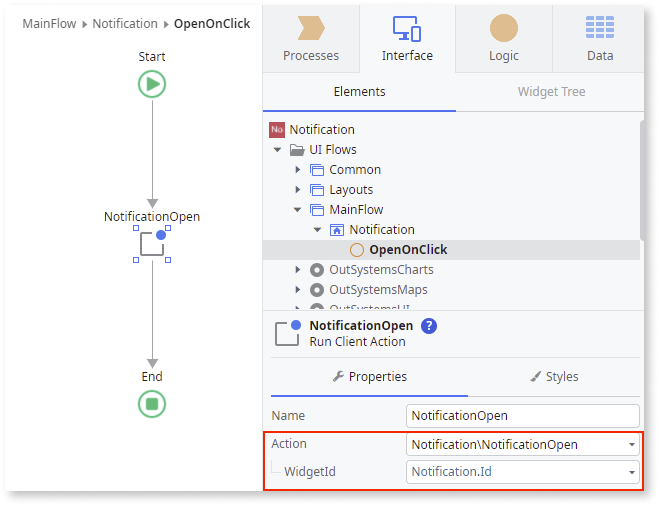 MainFlow ▸ Notification ▸ OpenOnClick
Start
NotificationOpen
End
Processes
Interface
Logic
Data
Elements
Widget Tree
No Notification
UI Flows
Common
Layouts
MainFlow
Notification
OpenOnClick
OutSystemsCharts
OutSystemsMaps
OutSystemsUI
NotificationOpen ?
Run Client Action
Properties
Styles
Name NotificationOpen
Action Notification\NotificationOpen
WidgetId Notification.Id